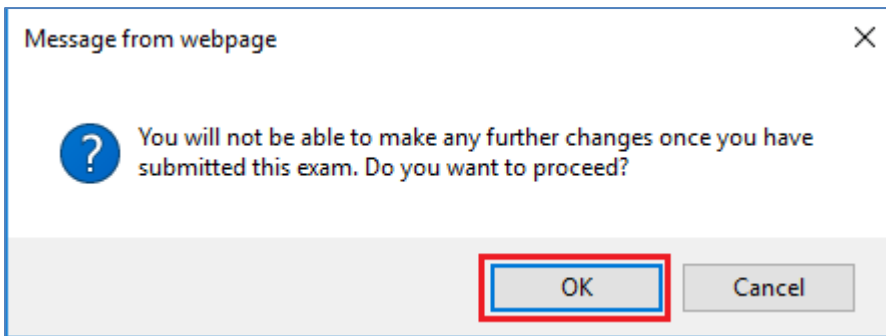 Message from webpage
You will not be able to make any further changes once you have
submitted this exam. Do you want to proceed?
OK
Cancel